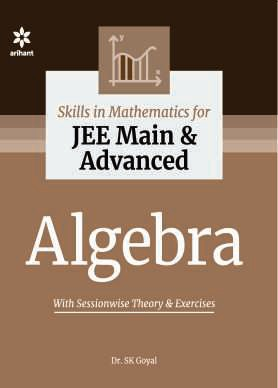 arihant
y
x
Skills in Mathematics for
JEE Main &
Advanced
Algebra
With Sessionwise Theory & Exercises
Dr. SK Goyal